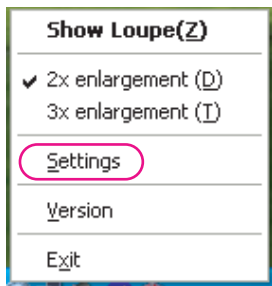 Show Loupe(Z)
2x enlargement (D)
3x enlargement (T)
Settings
Version
Exit